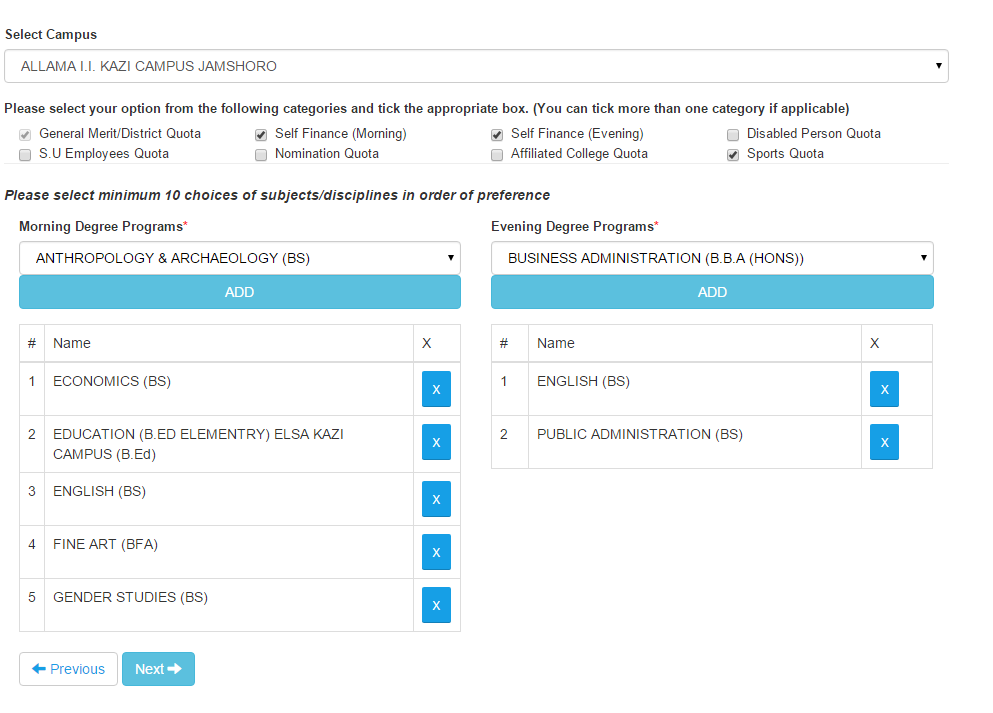 Select Campus
ALLAMA I.I. KAZI CAMPUS JAMSHORO
Please select your option from the following categories and tick the appropriate box. (You can tick more than one category if applicable)
General Merit/District Quota Self Finance (Morning) Self Finance (Evening) Disabled Person Quota
S.U Employees Quota Nomination Quota Affiliated College Quota Sports Quota
Please select minimum 10 choices of subjects/disciplines in order of preference
Morning Degree Programs*
ANTHROPOLOGY & ARCHAEOLOGY (BS)
ADD
# Name X
1 ECONOMICS (BS) X
2 EDUCATION (B.ED ELEMENTRY) ELSA KAZI X
CAMPUS (B.Ed)
3 ENGLISH (BS) X
4 FINE ART (BFA) X
5 GENDER STUDIES (BS) X
Evening Degree Programs*
BUSINESS ADMINISTRATION (B.B.A (HONS))
ADD
# Name X
1 ENGLISH (BS) X
2 PUBLIC ADMINISTRATION (BS) X
Previous Next